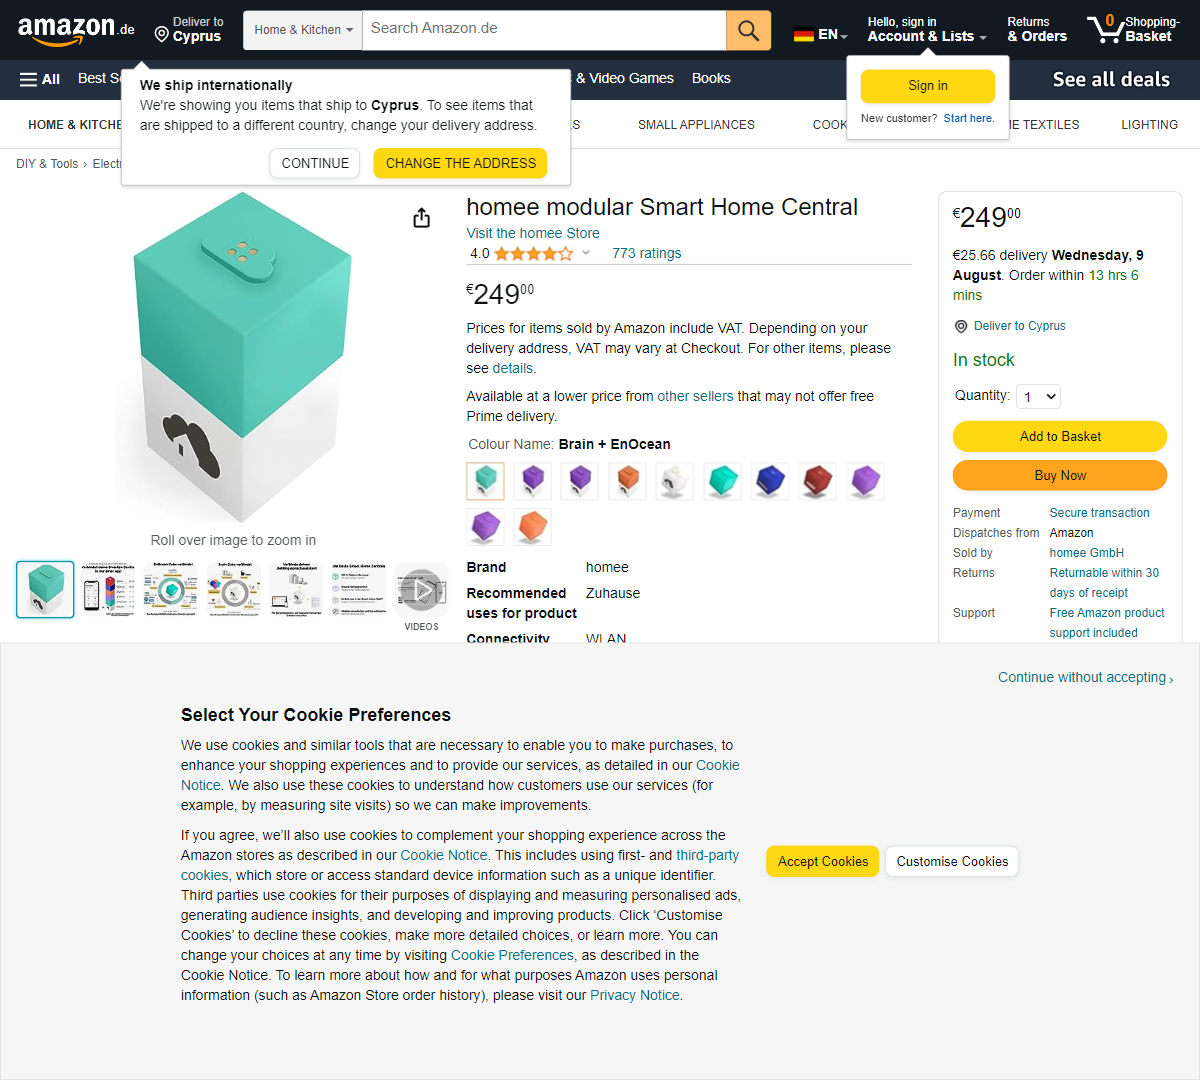 amazon.de
Deliver to
Cyprus
Home & Kitchen
Search Amazon.de
EN
Hello, sign in
Account & Lists
Returns
& Orders
0
Shopping-
Basket
All
Best
& Video Games
Books
See all deals
We ship internationally
We're showing you items that ship to Cyprus. To see items that
are shipped to a different country, change your delivery address.
CONTINUE
CHANGE THE ADDRESS
Sign in
New customer? Start here.
HOME &
SMALL APPLIANCES
TEXTILES
LIGHTING
DIY & Tools ›
homee modular Smart Home Central
Visit the homee Store
4.0
773 ratings
€24900
Prices for items sold by Amazon include VAT. Depending on your
delivery address, VAT may vary at Checkout. For other items, please
see details.
Available at a lower price from other sellers that may not offer free
Prime delivery.
Colour Name: Brain + EnOcean
Brand homee
Recommended Zuhause
uses for product
Connectivity WLAN
Roll over image to zoom in
VIDEOS
€24900
€25.66 delivery Wednesday, 9
August. Order within 13 hrs 6
mins
Deliver to Cyprus
In stock
Quantity: 1
Add to Basket
Buy Now
Payment Secure transaction
Dispatches from Amazon
Sold by homee GmbH
Returns Returnable within 30
days of receipt
Support Free Amazon product
support included
Continue without accepting ›
Select Your Cookie Preferences
We use cookies and similar tools that are necessary to enable you to make purchases, to
enhance your shopping experiences and to provide our services, as detailed in our Cookie
Notice. We also use these cookies to understand how customers use our services (for
example, by measuring site visits) so we can make improvements.
If you agree, we’ll also use cookies to complement your shopping experience across the
Amazon stores as described in our Cookie Notice. This includes using first- and third-party
cookies, which store or access standard device information such as a unique identifier.
Third parties use cookies for their purposes of displaying and measuring personalised ads,
generating audience insights, and developing and improving products. Click ‘Customise
Cookies’ to decline these cookies, make more detailed choices, or learn more. You can
change your choices at any time by visiting Cookie Preferences, as described in the
Cookie Notice. To learn more about how and for what purposes Amazon uses personal
information (such as Amazon Store order history), please visit our Privacy Notice.
Accept Cookies
Customise Cookies